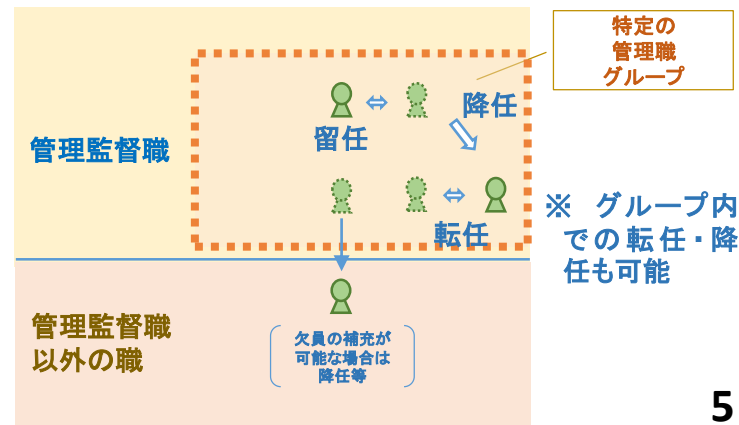 特定の
管理職
グループ
降任
留任
管理監督職
転任
※ グループ内
での転任・降
任も可能
管理監督職
以外の職
欠員の補充が
可能な場合は
降任等
5